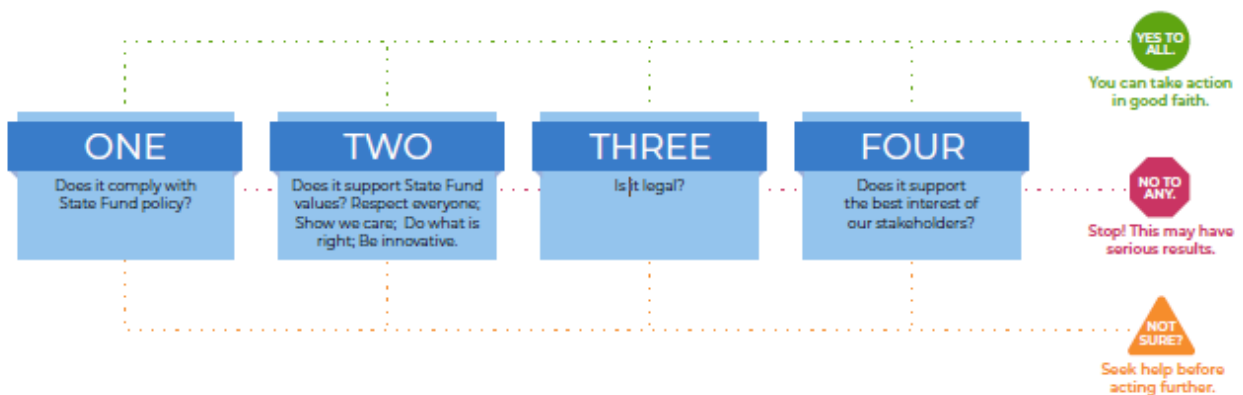 ONE
Does it comply with
State Fund policy?
TWO
Does it support State Fund
values? Respect everyone;
Show we care; Do what is
right; Be innovative.
THREE
Is it legal?
FOUR
Does it support
the best interest of
our stakeholders?
YES TO
ALL.
You can take action
in good faith.
NO TO
ANY.
Stop! This may have
serious results.
NOT
SURE?
Seek help before
acting further.